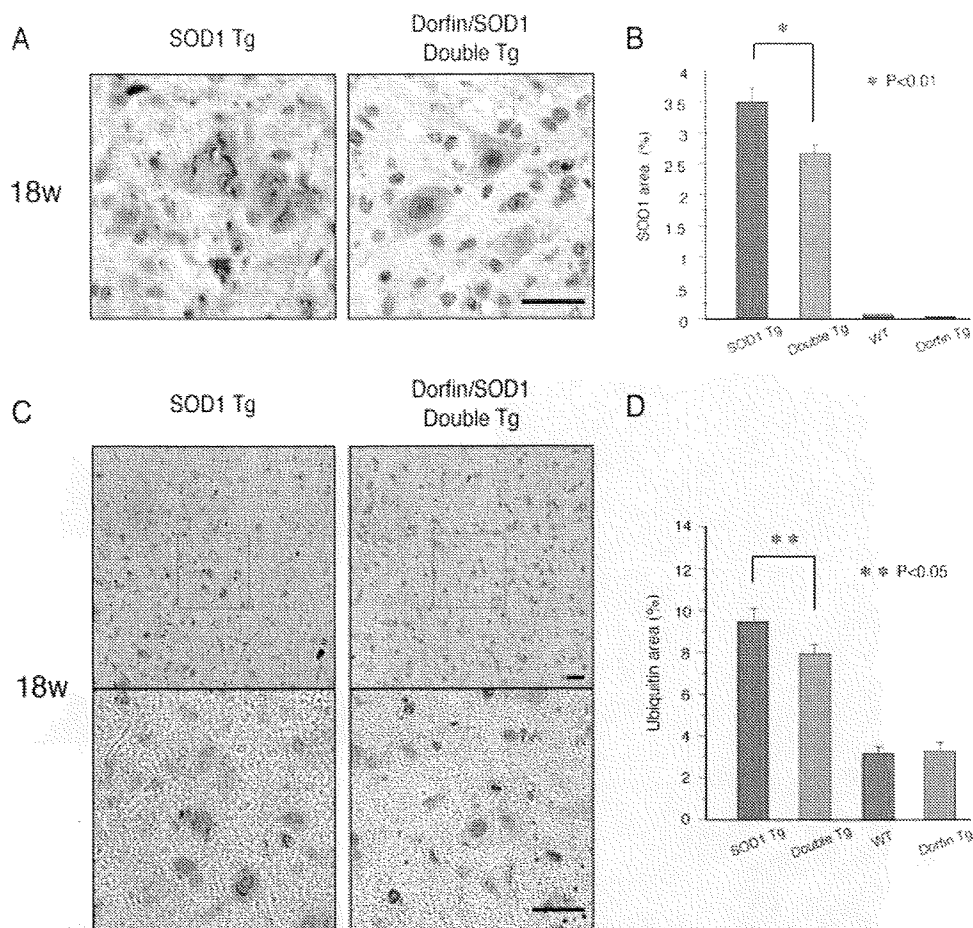 A
SOD1 Tg
Dorfin/SOD1
Double Tg
18w
B
* P<0.01
*
SOD1 area (%)
4
3.5
3
2.5
2
1.5
1
.5
0
SOD1 Tg
Double Tg
WT
Dorfin Tg
C
SOD1 Tg
Dorfin/SOD1
Double Tg
18w
D
** P<0.05
**
Ubiquitin area (%)
14
12
10
8
6
4
2
0
SOD1 Tg
Double Tg
WT
Dorfin Tg